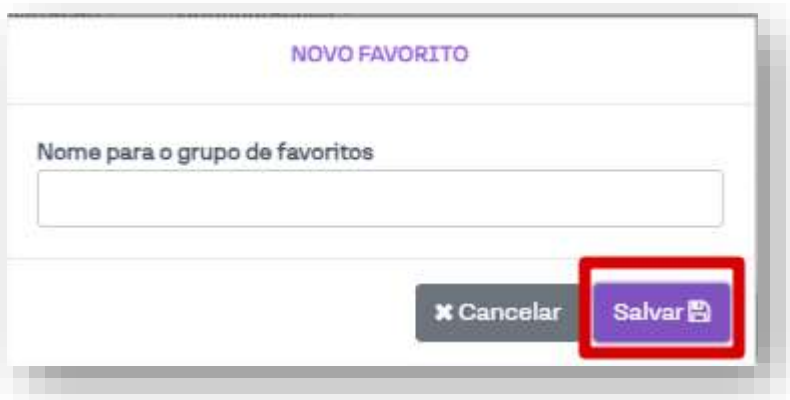 NOVO FAVORITO
Nome para o grupo de favoritos
✖ Cancelar
Salvar